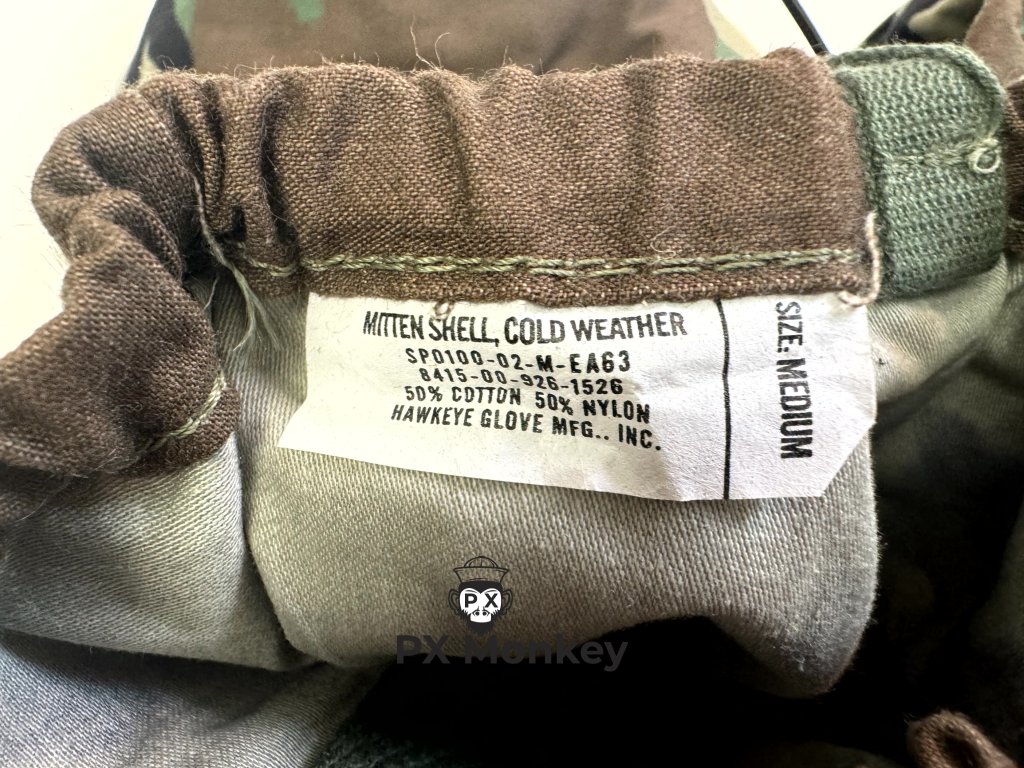 MITTEN SHELL, COLD WEATHER
SP0100-02-M-EA63
8415-00-926-1526
50% COTTON 50% NYLON
HAWKEYE GLOVE MFG., INC.
SIZE: MEDIUM
PX
PX Monkey